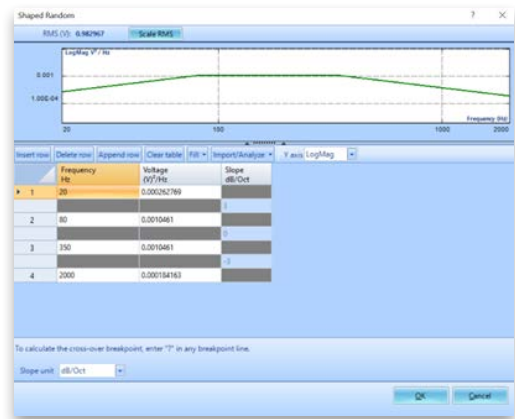 Shaped Random
? ×
RMS (V): 0.982967 Scale RMS
LogMag V² / Hz
0.001
1.00E-04
Frequency (Hz)
20 100 1000 2000
Insert row Delete row Append row Clear table Fill Import/Analyze Y axis LogMag
Frequency Hz Voltage (V)²/Hz Slope dB/Oct
1 20 0.000262769
3
2 80 0.0010461
0
3 350 0.0010461
-3
4 2000 0.000184163
To calculate the cross-over breakpoint, enter "?" in any breakpoint line.
Slope unit dB/Oct
OK Cancel